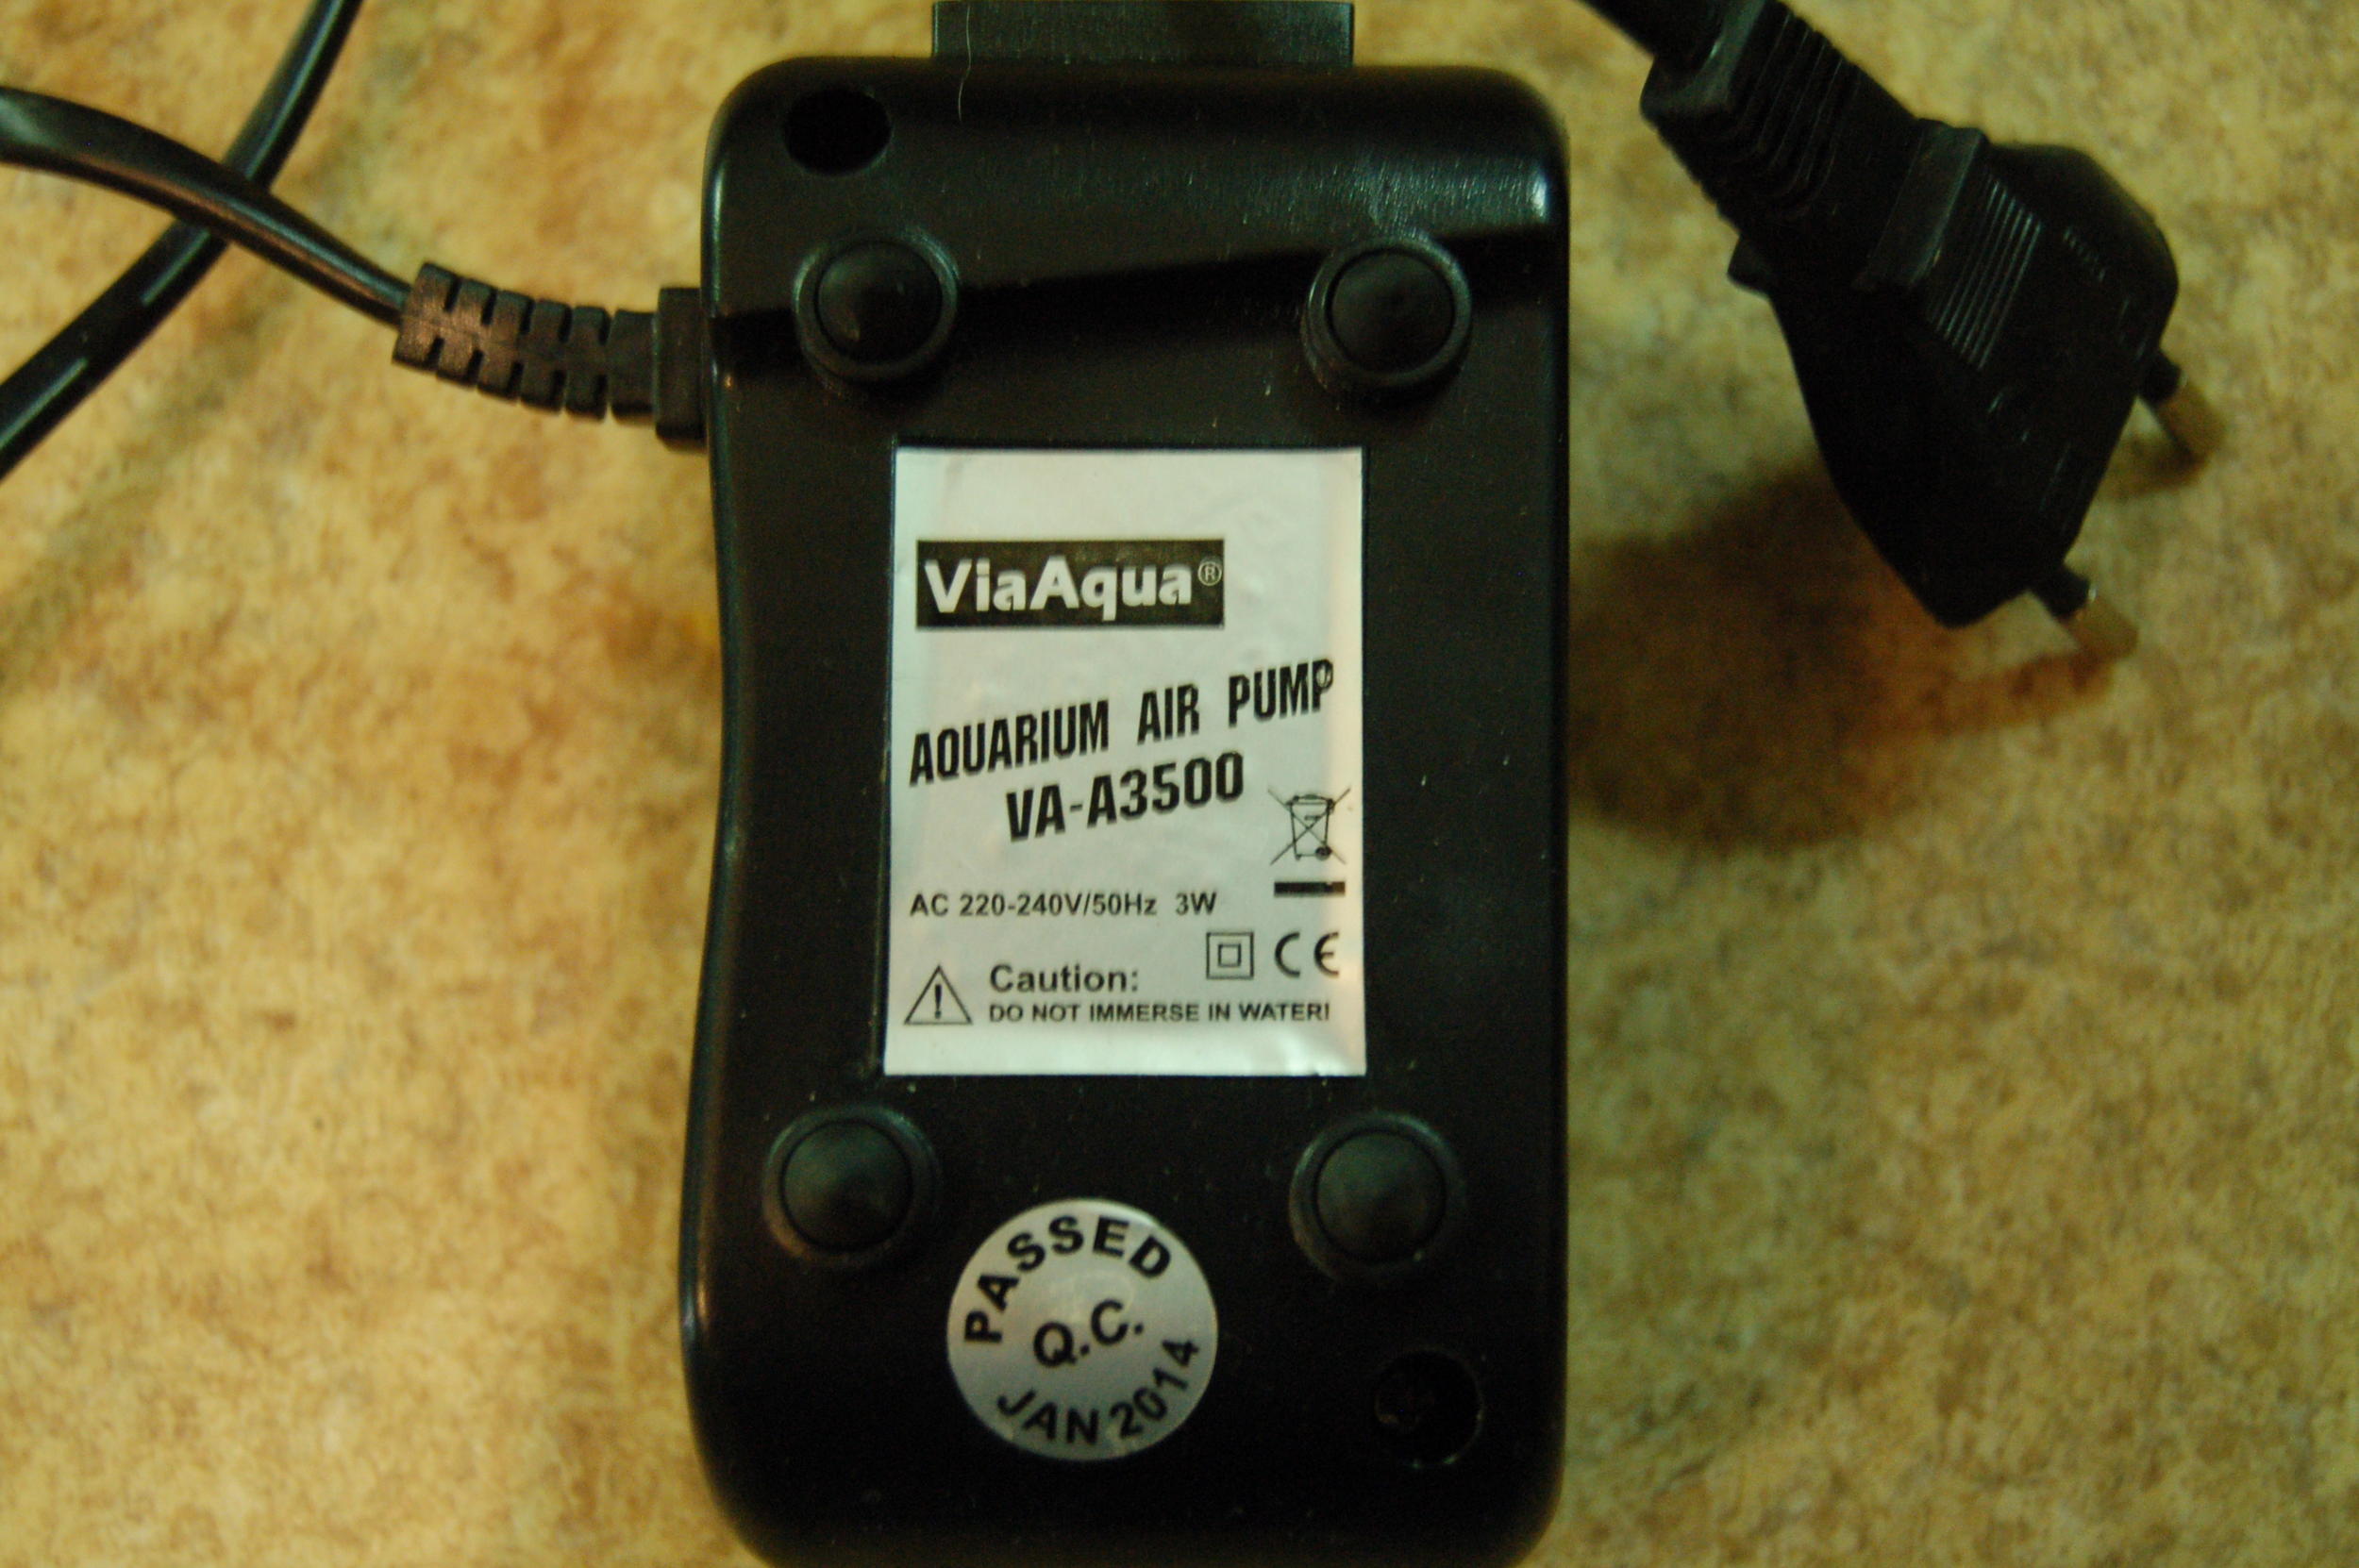 ViaAqua®
AQUARIUM AIR PUMP
VA-A3500
AC 220-240V/50Hz 3W
CE
Caution:
DO NOT IMMERSE IN WATER!
PASSED
Q.C.
JAN 2014